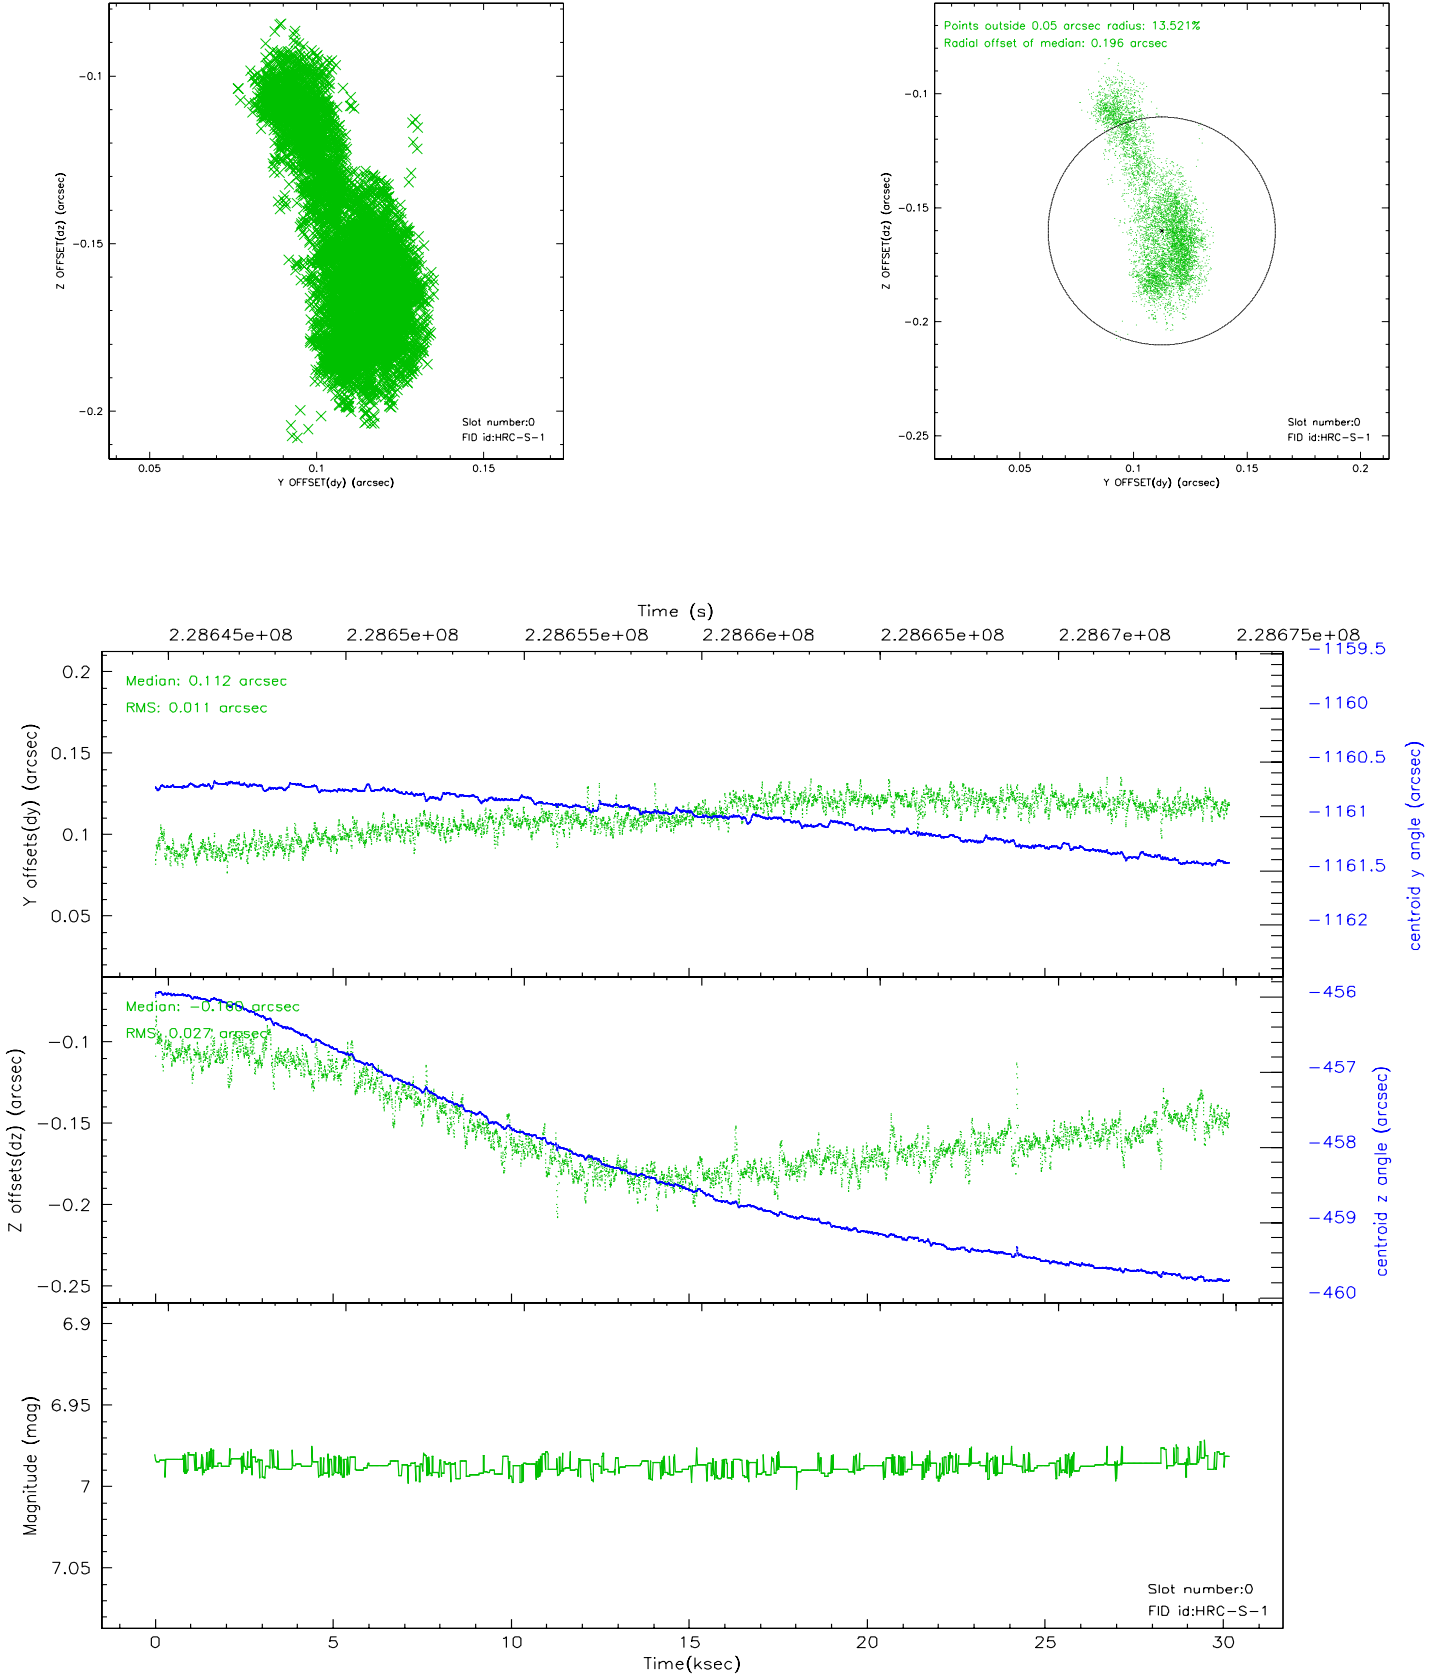 -0.1
-0.15
-0.2
Z OFFSET(dz) (arcsec)
0.05
0.1
0.15
Y OFFSET(dy) (arcsec)
Slot number:0
FID id:HRC-S-1
Points outside 0.05 arcsec radius: 13.521%
Radial offset of median: 0.196 arcsec
-0.1
-0.15
-0.2
-0.25
Z OFFSET(dz) (arcsec)
0.05
0.1
0.15
0.2
Y OFFSET(dy) (arcsec)
Slot number:0
FID id:HRC-S-1
Time (s)
2.28645e+08 2.2865e+08 2.28655e+08 2.2866e+08 2.28665e+08 2.2867e+08 2.28675e+08
0.2
0.15
0.1
0.05
Y offsets(dy) (arcsec)
Median: 0.112 arcsec
RMS: 0.011 arcsec
-1159.5
-1160
-1160.5
-1161
-1161.5
-1162
centroid y angle (arcsec)
-0.1
-0.15
-0.2
-0.25
Z offsets(dz) (arcsec)
Median: -0.160 arcsec
RMS: 0.027 arcsec
-456
-457
-458
-459
-460
centroid z angle (arcsec)
6.9
6.95
7
7.05
Magnitude (mag)
Slot number:0
FID id:HRC-S-1
0 5 10 15 20 25 30
Time(ksec)